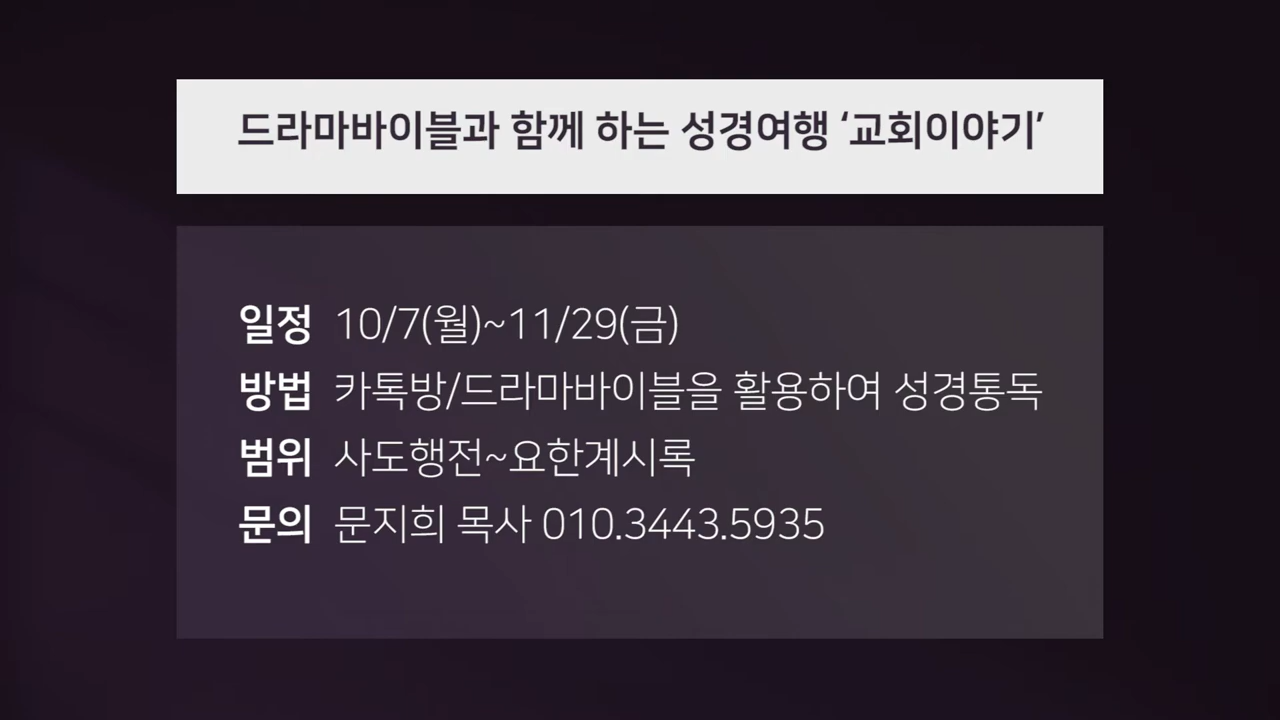 드라마바이블과 함께 하는 성경여행 ‘교회이야기’
일정 10/7(월)~11/29(금)
방법 카톡방/드라마바이블을 활용하여 성경통독
범위 사도행전~요한계시록
문의 문지희 목사 010.3443.5935